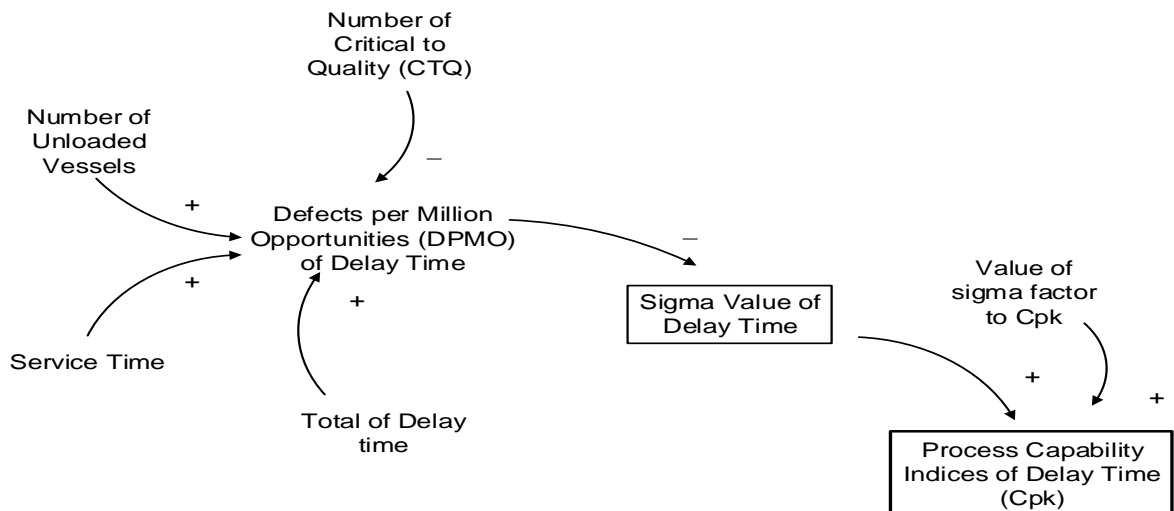 Number of
Critical to
Quality (CTQ)
Number of
Unloaded
Vessels
–
+
Defects per Million
Opportunities (DPMO)
of Delay Time
–
+
+
Service Time
Total of Delay
time
Sigma Value of
Delay Time
Value of
sigma factor
to Cpk
+
+
Process Capability
Indices of Delay Time
(Cpk)